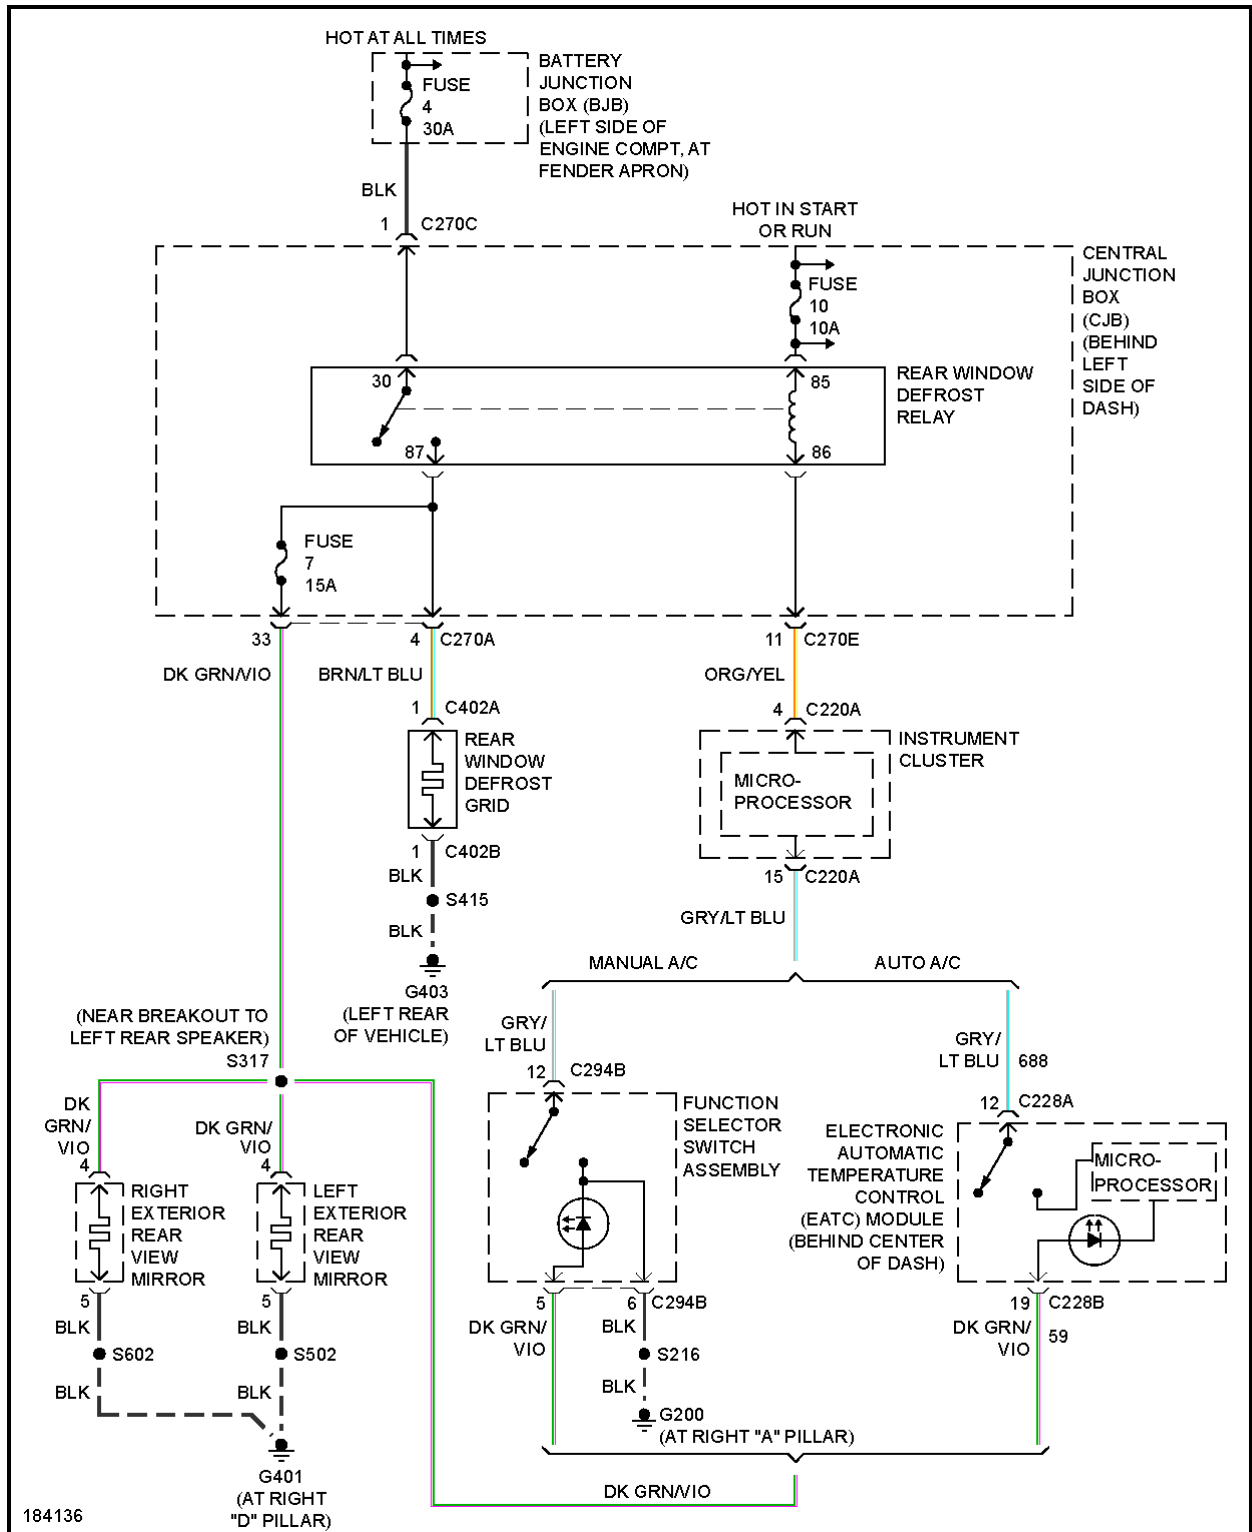 HOT AT ALL TIMES
FUSE
4
30A
BATTERY
JUNCTION
BOX (BJB)
(LEFT SIDE OF
ENGINE COMPT, AT
FENDER APRON)
BLK
1 C270C
HOT IN START
OR RUN
FUSE
10
10A
CENTRAL
JUNCTION
BOX
(CJB)
(BEHIND
LEFT
SIDE OF
DASH)
30
85
87
86
REAR WINDOW
DEFROST
RELAY
FUSE
7
15A
33
4 C270A
11 C270E
DK GRN/VIO
BRN/LT BLU
ORG/YEL
1 C402A
4 C220A
REAR
WINDOW
DEFROST
GRID
INSTRUMENT
CLUSTER
MICRO-
PROCESSOR
1 C402B
BLK
S415
BLK
G403
(LEFT REAR
OF VEHICLE)
15 C220A
GRY/LT BLU
MANUAL A/C
AUTO A/C
(NEAR BREAKOUT TO
LEFT REAR SPEAKER)
S317
GRY/
LT BLU
12 C294B
GRY/
LT BLU
688
12 C228A
FUNCTION
SELECTOR
SWITCH
ASSEMBLY
ELECTRONIC
AUTOMATIC
TEMPERATURE
CONTROL
(EATC) MODULE
(BEHIND CENTER
OF DASH)
MICRO-
PROCESSOR
DK
GRN/
VIO
4
DK GRN/
VIO
4
RIGHT
EXTERIOR
REAR
VIEW
MIRROR
LEFT
EXTERIOR
REAR
VIEW
MIRROR
5
BLK
S602
BLK
5
BLK
S502
BLK
G401
(AT RIGHT
"D" PILLAR)
5
6 C294B
DK GRN/
VIO
BLK
S216
BLK
G200
(AT RIGHT "A" PILLAR)
19 C228B
DK GRN/
VIO
59
DK GRN/VIO
184136